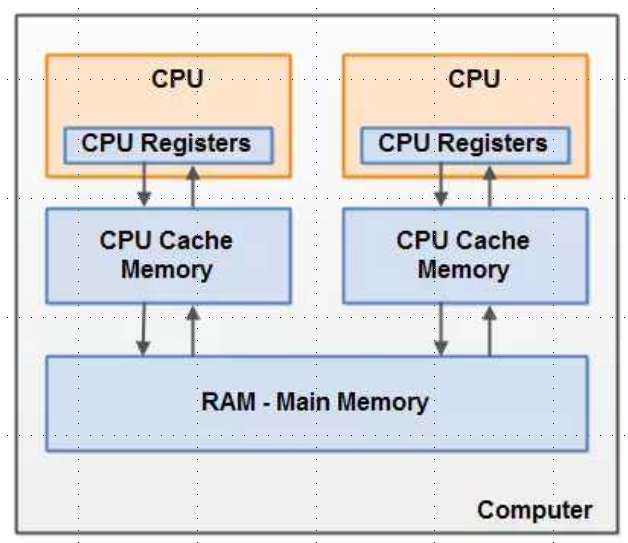 CPU
CPU
CPU Registers
CPU Registers
CPU Cache
Memory
CPU Cache
Memory
RAM - Main Memory
Computer